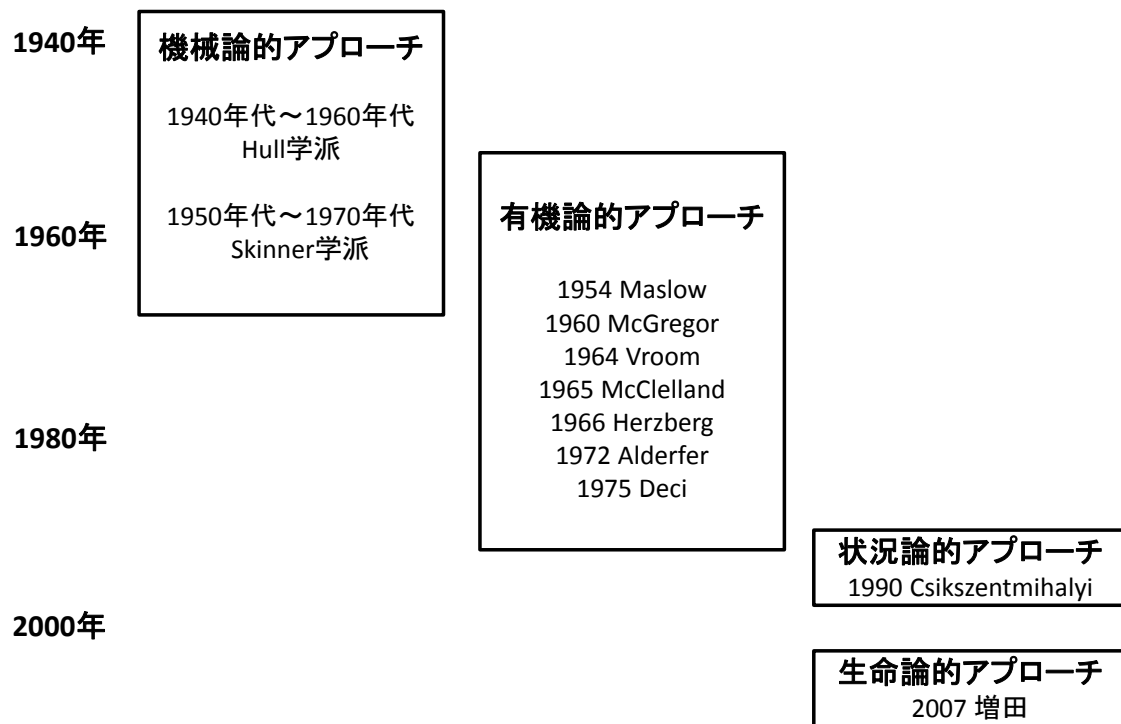 1940年
機械論的アプローチ
1940年代～1960年代
Hull学派
1950年代～1970年代
Skinner学派
1960年
有機論的アプローチ
1954 Maslow
1960 McGregor
1964 Vroom
1965 McClelland
1966 Herzberg
1972 Alderfer
1975 Deci
1980年
状況論的アプローチ
1990 Csikszentmihalyi
2000年
生命論的アプローチ
2007 増田